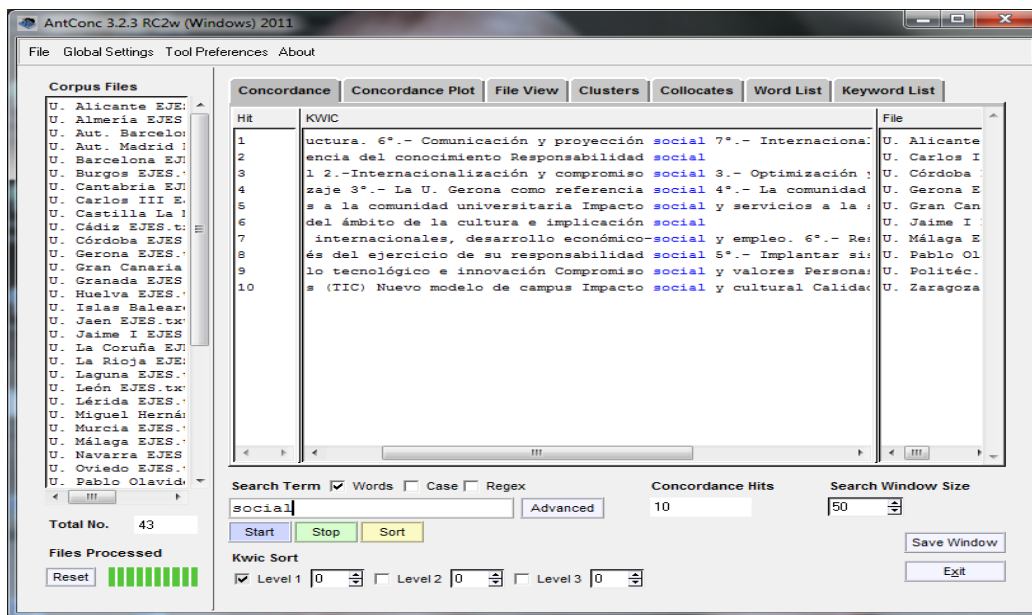 AntConc 3.2.3 RC2w (Windows) 2011
File Global Settings Tool Preferences About
Corpus Files
U. Alicante EJE
U. Almería EJES
U. Aut. Barcelo
U. Aut. Madrid
U. Barcelona EJ
U. Burgos EJES.
U. Cantabria EJ
U. Carlos III E
U. Castilla La
U. Cádiz EJES.t
U. Córdoba EJES
U. Gerona EJES.
U. Gran Canaria
U. Granada EJES
U. Huelva EJES.
U. Islas Balear
U. Jaen EJES.txt
U. Jaime I EJES
U. La Coruña EJ
U. La Rioja EJE
U. Laguna EJES.
U. León EJES.tx
U. Lérida EJES.
U. Miguel Herná
U. Murcia EJES.
U. Málaga EJES.
U. Navarra EJES
U. Oviedo EJES.
U. Pablo Olavid
Total No. 43
Files Processed
Reset
Concordance Concordance Plot File View Clusters Collocates Word List Keyword List
Hit KWIC File
1 uctura. 6º.- Comunicación y proyección social 7º.- Internacional U. Alicante
2 encia del conocimiento Responsabilidad social U. Carlos I
3 l 2.-Internacionalización y compromiso social 3.- Optimización y U. Córdoba
4 zaje 3º.- La U. Gerona como referencia social 4º.- La comunidad U. Gerona E
5 s a la comunidad universitaria Impacto social y servicios a la s U. Gran Can
6 del ámbito de la cultura e implicación social U. Jaime I
7 internacionales, desarrollo económico-social y empleo. 6º.- Re U. Málaga E
8 és del ejercicio de su responsabilidad social 5º.- Implantar sis U. Pablo Ol
9 lo tecnológico e innovación Compromiso social y valores Persona U. Politéc.
10 s (TIC) Nuevo modelo de campus Impacto social y cultural Calidad U. Zaragoza
Search Term Words Case Regex Concordance Hits Search Window Size
social Advanced 10 50
Start Stop Sort
Save Window
Kwic Sort
Exit
Level 1 0 Level 2 0 Level 3 0